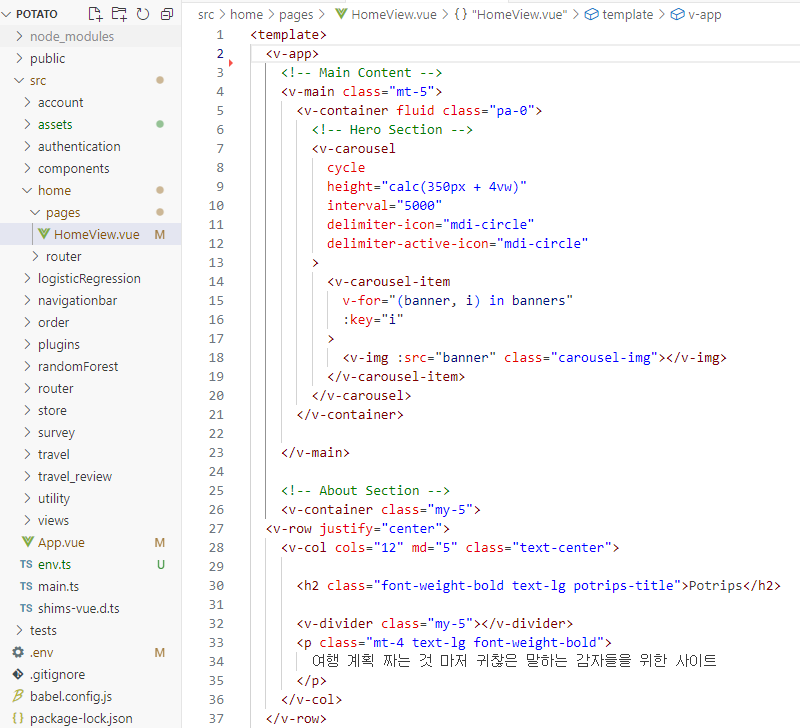 POTATO
node_modules
public
src
account
assets
authentication
components
home
pages
HomeView.vue M
router
logisticRegression
navigationbar
order
plugins
randomForest
router
store
survey
travel
travel_review
utility
views
App.vue M
TS env.ts U
TS main.ts
TS shims-vue.d.ts
tests
.env M
.gitignore
babel.config.js
package-lock.json
src > home > pages > HomeView.vue > {} "HomeView.vue" > template > v-app
1 <template>
2 <v-app>
3 <!-- Main Content -->
4 <v-main class="mt-5">
5 <v-container fluid class="pa-0">
6 <!-- Hero Section -->
7 <v-carousel
8 cycle
9 height="calc(350px + 4vw)"
10 interval="5000"
11 delimiter-icon="mdi-circle"
12 delimiter-active-icon="mdi-circle"
13 >
14 <v-carousel-item
15 v-for="(banner, i) in banners"
16 :key="i"
17 >
18 <v-img :src="banner" class="carousel-img"></v-img>
19 </v-carousel-item>
20 </v-carousel>
21 </v-container>
22
23 </v-main>
24
25 <!-- About Section -->
26 <v-container class="my-5">
27 <v-row justify="center">
28 <v-col cols="12" md="5" class="text-center">
29
30 <h2 class="font-weight-bold text-lg potrips-title">Potrips</h2>
31
32 <v-divider class="my-5"></v-divider>
33 <p class="mt-4 text-lg font-weight-bold">
34 여행 계획 짜는 것 마저 귀찮은 말하는 감자들을 위한 사이트
35 </p>
36 </v-col>
37 </v-row>